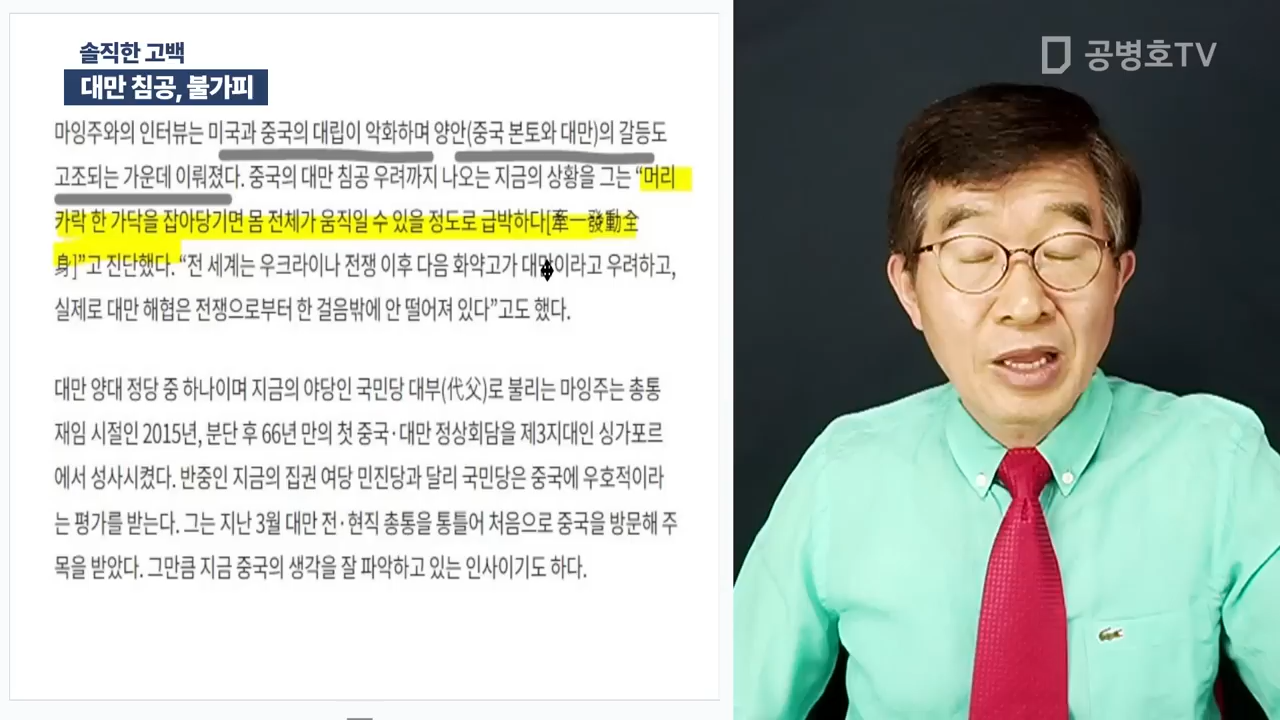 솔직한 고백
대만 침공, 불가피
공병호TV
마잉주와의 인터뷰는 미국과 중국의 대립이 악화하며 양안(중국 본토와 대만)의 갈등도
고조되는 가운데 이뤄졌다. 중국의 대만 침공 우려까지 나오는 지금의 상황을 그는 “머리
카락 한 가닥을 잡아당기면 몸 전체가 움직일 수 있을 정도로 급박하다[牽一發動全
身]”고 진단했다. “전 세계는 우크라이나 전쟁 이후 다음 화약고가 대만이라고 우려하고,
실제로 대만 해협은 전쟁으로부터 한 걸음밖에 안 떨어져 있다”고도 했다.
대만 양대 정당 중 하나이며 지금의 야당인 국민당 대부(代父)로 불리는 마잉주는 총통
재임 시절인 2015년, 분단 후 66년 만의 첫 중국·대만 정상회담을 제3지대인 싱가포르
에서 성사시켰다. 반중인 지금의 집권 여당 민진당과 달리 국민당은 중국에 우호적이라
는 평가를 받는다. 그는 지난 3월 대만 전·현직 총통을 통틀어 처음으로 중국을 방문해 주
목을 받았다. 그만큼 지금 중국의 생각을 잘 파악하고 있는 인사이기도 하다.